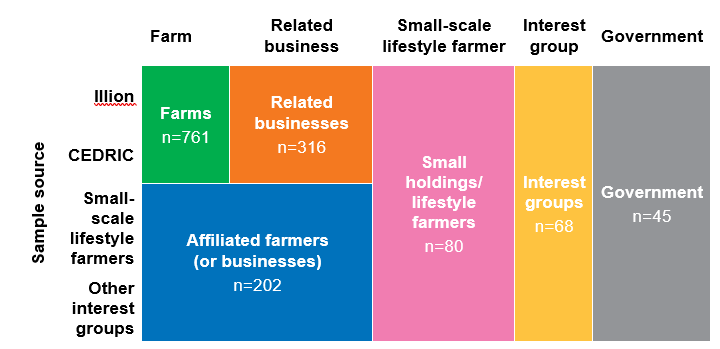 Farm
Related
business
Small-scale
lifestyle farmer
Interest
group
Government
Sample source
Illion
CEDRIC
Small-
scale
lifestyle
farmers
Other
interest
groups
Farms
n=761
Related
businesses
n=316
Affiliated farmers
(or businesses)
n=202
Small
holdings/
lifestyle
farmers
n=80
Interest
groups
n=68
Government
n=45